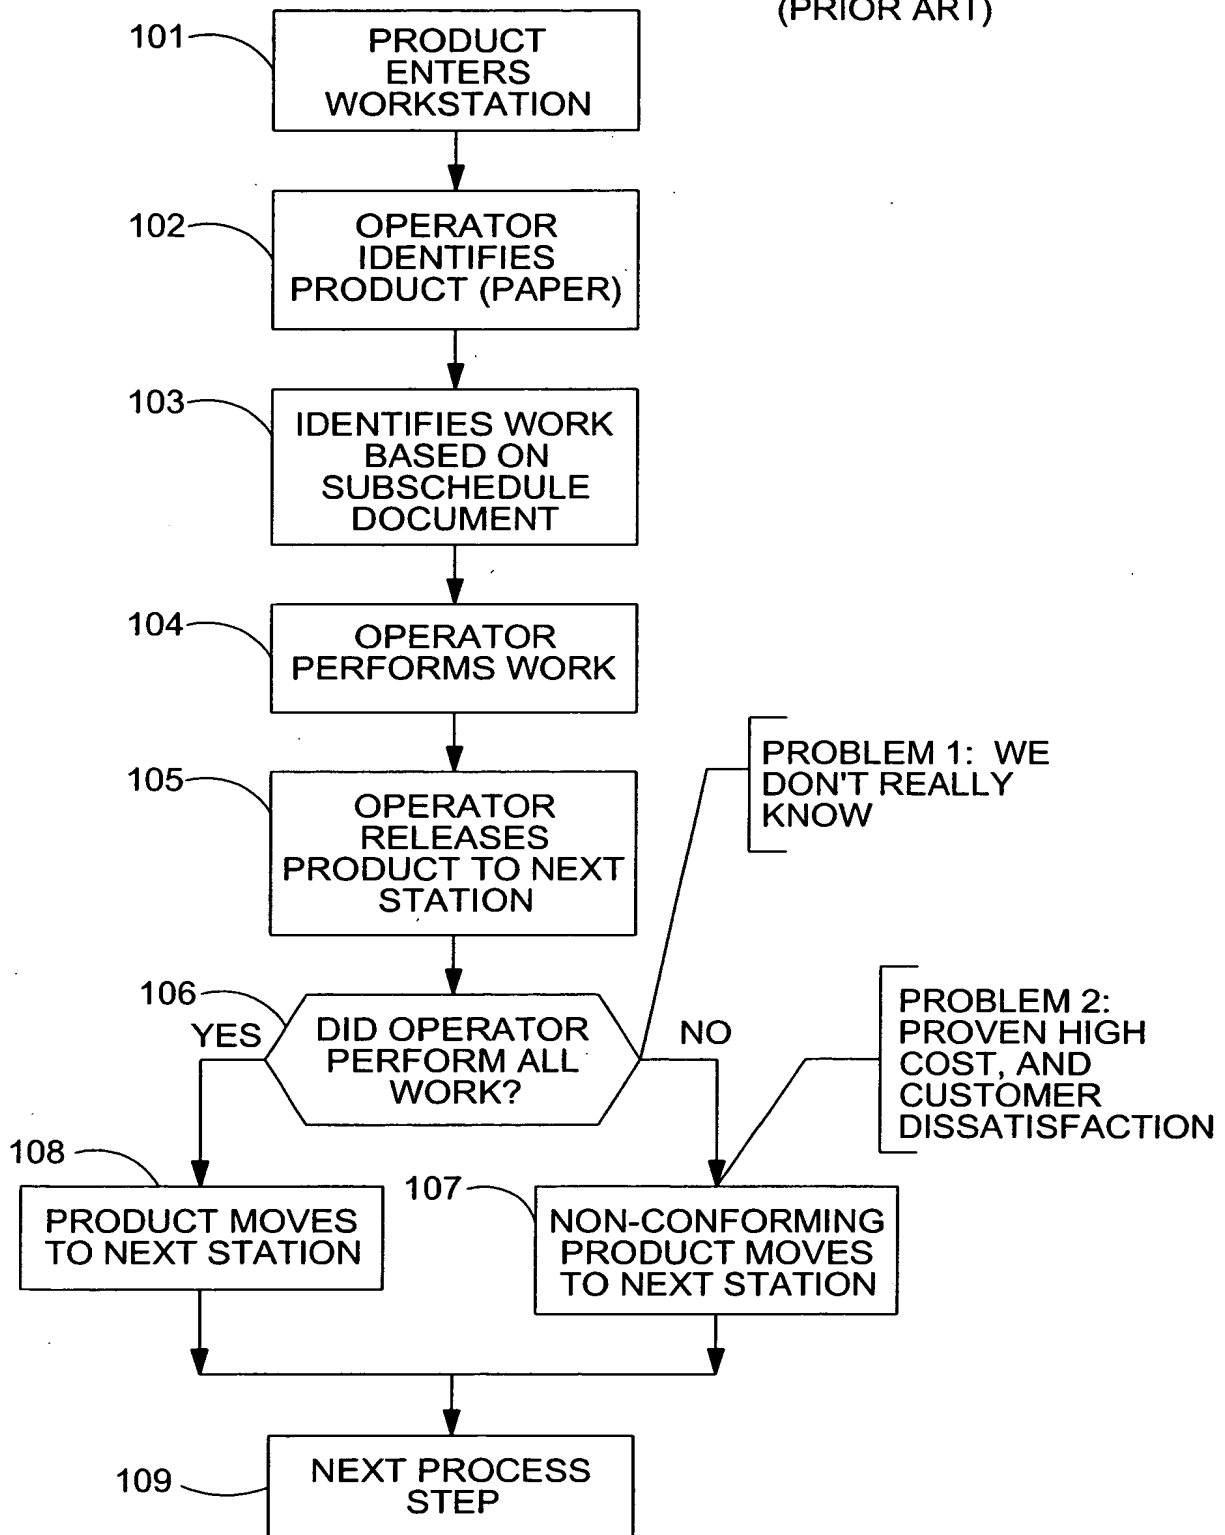 (PRIOR ART)
101
PRODUCT
ENTERS
WORKSTATION
102
OPERATOR
IDENTIFIES
PRODUCT (PAPER)
103
IDENTIFIES WORK
BASED ON
SUBSCHEDULE
DOCUMENT
104
OPERATOR
PERFORMS WORK
105
OPERATOR
RELEASES
PRODUCT TO NEXT
STATION
PROBLEM 1: WE
DON'T REALLY
KNOW
106
YES
DID OPERATOR
PERFORM ALL
WORK?
NO
PROBLEM 2:
PROVEN HIGH
COST, AND
CUSTOMER
DISSATISFACTION
108
PRODUCT MOVES
TO NEXT STATION
107
NON-CONFORMING
PRODUCT MOVES
TO NEXT STATION
109
NEXT PROCESS
STEP